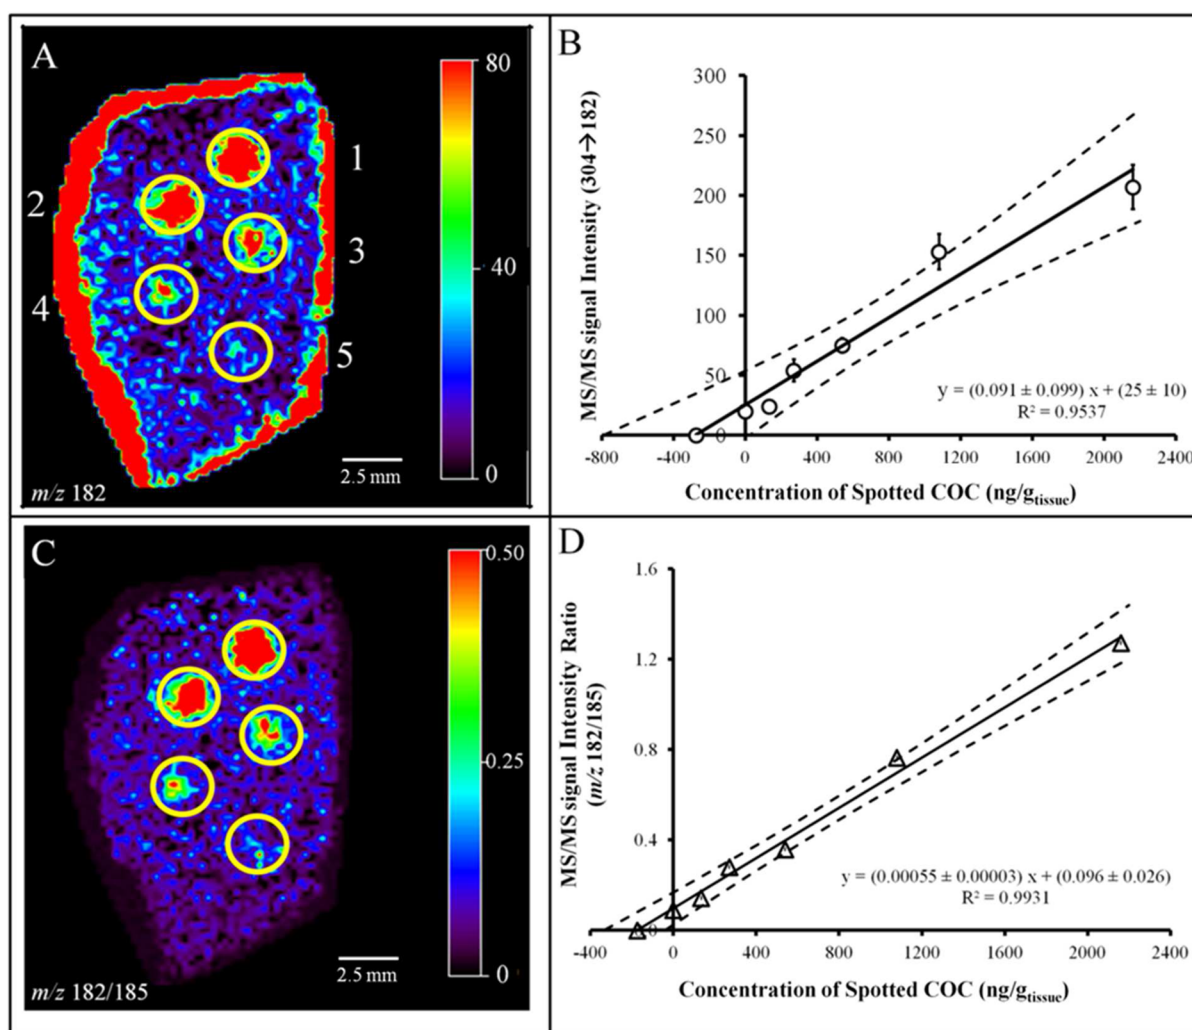 A
80
40
0
1
2
3
4
5
2.5 mm
m/z 182
B
MS/MS signal Intensity (304→182)
300
250
200
150
100
50
0
-800
-400
0
400
800
1200
1600
2000
2400
y = (0.091 ± 0.099) x + (25 ± 10)
R² = 0.9537
Concentration of Spotted COC (ng/gtissue)
C
0.50
0.25
0
2.5 mm
m/z 182/185
D
MS/MS signal Intensity Ratio
(m/z 182/185)
1.6
1.2
0.8
0.4
0
-400
0
400
800
1200
1600
2000
2400
y = (0.00055 ± 0.00003) x + (0.096 ± 0.026)
R² = 0.9931
Concentration of Spotted COC (ng/gtissue)